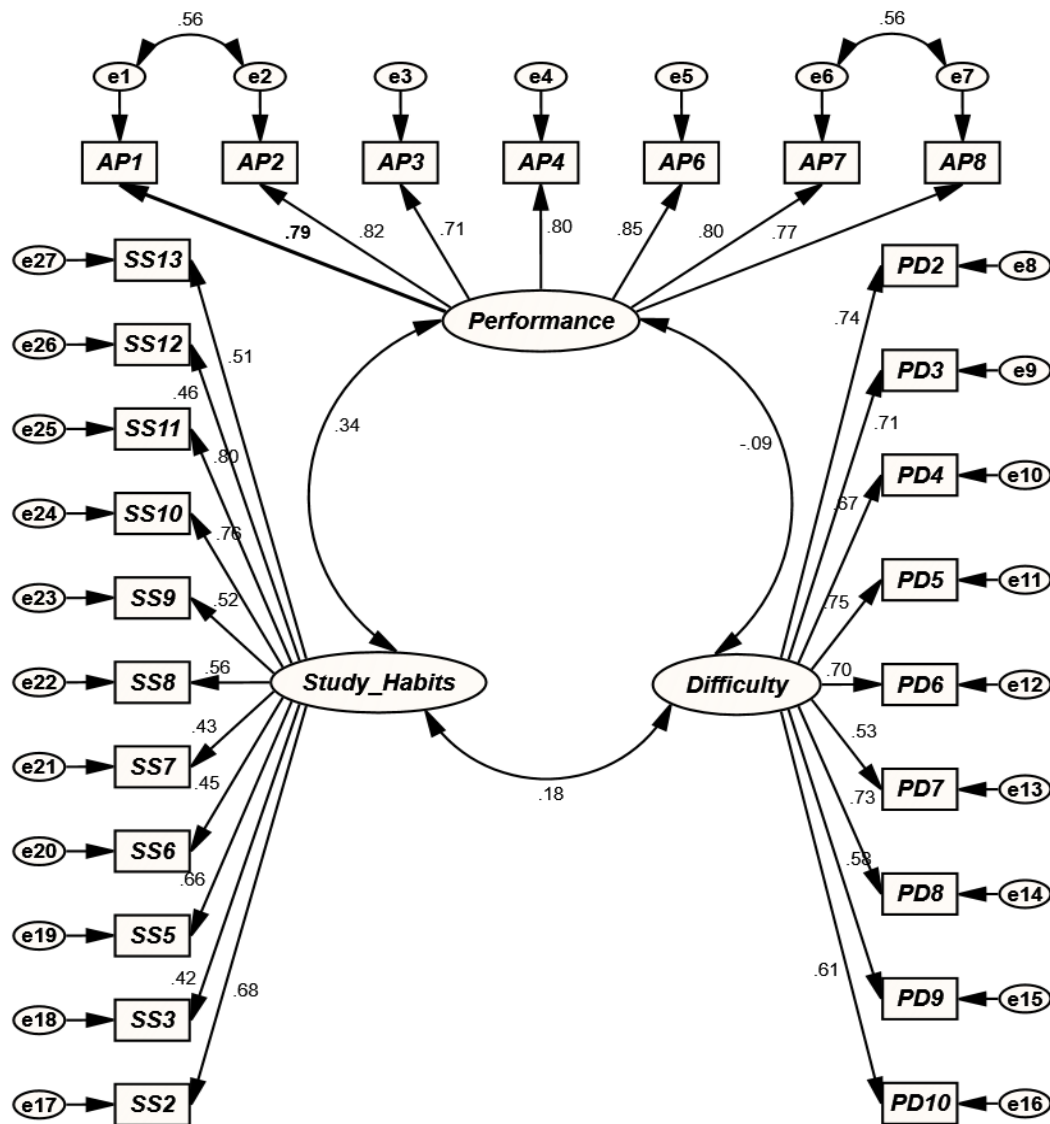 .56
.56
e1
e2
e3
e4
e5
e6
e7
AP1
AP2
AP3
AP4
AP6
AP7
AP8
.79
.82
.71
.80
.85
.80
.77
Performance
e27
SS13
e26
SS12
e25
SS11
e24
SS10
e23
SS9
e22
SS8
e21
SS7
e20
SS6
e19
SS5
e18
SS3
e17
SS2
.51
.46
.80
.76
.52
.56
.43
.45
.66
.42
.68
Study_Habits
.34
-.09
.18
Difficulty
.74
.71
.67
.75
.70
.53
.73
.58
.61
PD2
e8
PD3
e9
PD4
e10
PD5
e11
PD6
e12
PD7
e13
PD8
e14
PD9
e15
PD10
e16